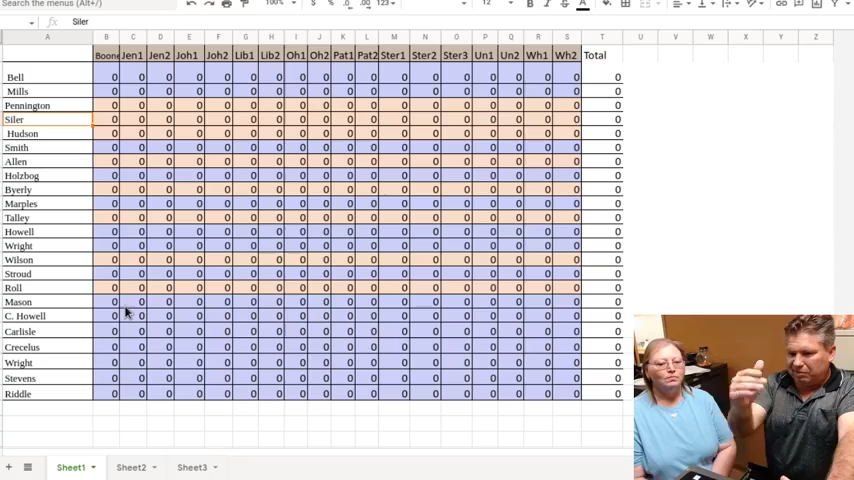 Search the menus (Alt+/) 100% $ % .0 .00 123 12 B A
fx Siler
A B C D E F G H I J K L M N O P Q R S T U V W X Y Z
Boone Jen1 Jen2 Joh1 Joh2 Lib1 Lib2 Oh1 Oh2 Pat1 Pat2 Ster1 Ster2 Ster3 Un1 Un2 Wh1 Wh2 Total
Bell 0 0 0 0 0 0 0 0 0 0 0 0 0 0 0 0 0 0 0
Mills 0 0 0 0 0 0 0 0 0 0 0 0 0 0 0 0 0 0 0
Pennington 0 0 0 0 0 0 0 0 0 0 0 0 0 0 0 0 0 0 0
Siler 0 0 0 0 0 0 0 0 0 0 0 0 0 0 0 0 0 0 0
Hudson 0 0 0 0 0 0 0 0 0 0 0 0 0 0 0 0 0 0 0
Smith 0 0 0 0 0 0 0 0 0 0 0 0 0 0 0 0 0 0 0
Allen 0 0 0 0 0 0 0 0 0 0 0 0 0 0 0 0 0 0 0
Holzbog 0 0 0 0 0 0 0 0 0 0 0 0 0 0 0 0 0 0 0
Byerly 0 0 0 0 0 0 0 0 0 0 0 0 0 0 0 0 0 0 0
Marples 0 0 0 0 0 0 0 0 0 0 0 0 0 0 0 0 0 0 0
Talley 0 0 0 0 0 0 0 0 0 0 0 0 0 0 0 0 0 0 0
Howell 0 0 0 0 0 0 0 0 0 0 0 0 0 0 0 0 0 0 0
Wright 0 0 0 0 0 0 0 0 0 0 0 0 0 0 0 0 0 0 0
Wilson 0 0 0 0 0 0 0 0 0 0 0 0 0 0 0 0 0 0 0
Stroud 0 0 0 0 0 0 0 0 0 0 0 0 0 0 0 0 0 0 0
Roll 0 0 0 0 0 0 0 0 0 0 0 0 0 0 0 0 0 0 0
Mason 0 0 0 0 0 0 0 0 0 0 0 0 0 0 0 0 0 0 0
C. Howell 0 0 0 0 0 0 0 0 0 0 0 0 0 0 0 0 0 0 0
Carlisle 0 0 0 0 0 0 0 0 0 0 0 0 0 0 0 0 0 0 0
Crecelus 0 0 0 0 0 0 0 0 0 0 0 0 0 0 0 0 0 0 0
Wright 0 0 0 0 0 0 0 0 0 0 0 0 0 0 0 0 0 0 0
Stevens 0 0 0 0 0 0 0 0 0 0 0 0 0 0 0 0 0 0 0
Riddle 0 0 0 0 0 0 0 0 0 0 0 0 0 0 0 0 0 0 0
Sheet1 Sheet2 Sheet3